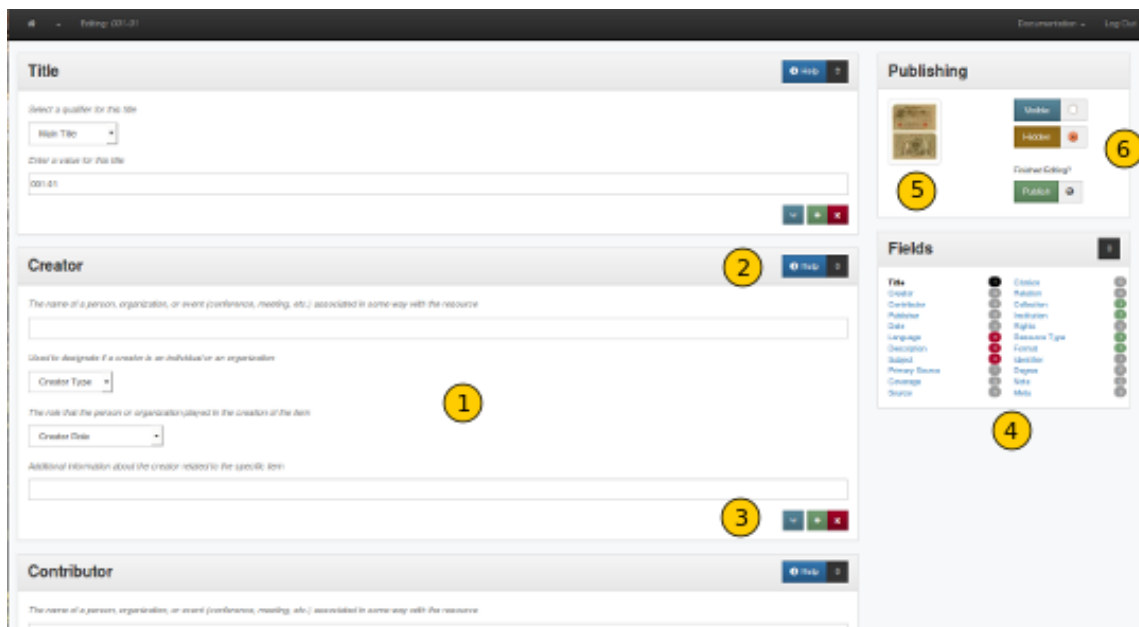 Editing: 001-01
Documentation
Log Out
Title
Help
Select a qualifier for this title
Main Title
Enter a value for this title
001-01
Creator
2
Help
The name of a person, organization, or event (conference, meeting, etc.) associated in some way with the resource
Used to designate if a creator is an individual or an organization
Creator Type
1
The role that the person or organization played in the creation of the item
Creator Role
Additional information about the creator related to the specific item
3
Contributor
Help
The name of a person, organization, or event (conference, meeting, etc.) associated in some way with the resource
Publishing
Visible
Hidden
6
5
Finished Editing?
Publish
Fields
Title
Creator
Contributor
Publisher
Date
Language
Description
Subject
Primary Source
Coverage
Source
Citation
Relation
Collection
Institution
Rights
Resource Type
Format
Identifier
Degree
Note
Meta
4